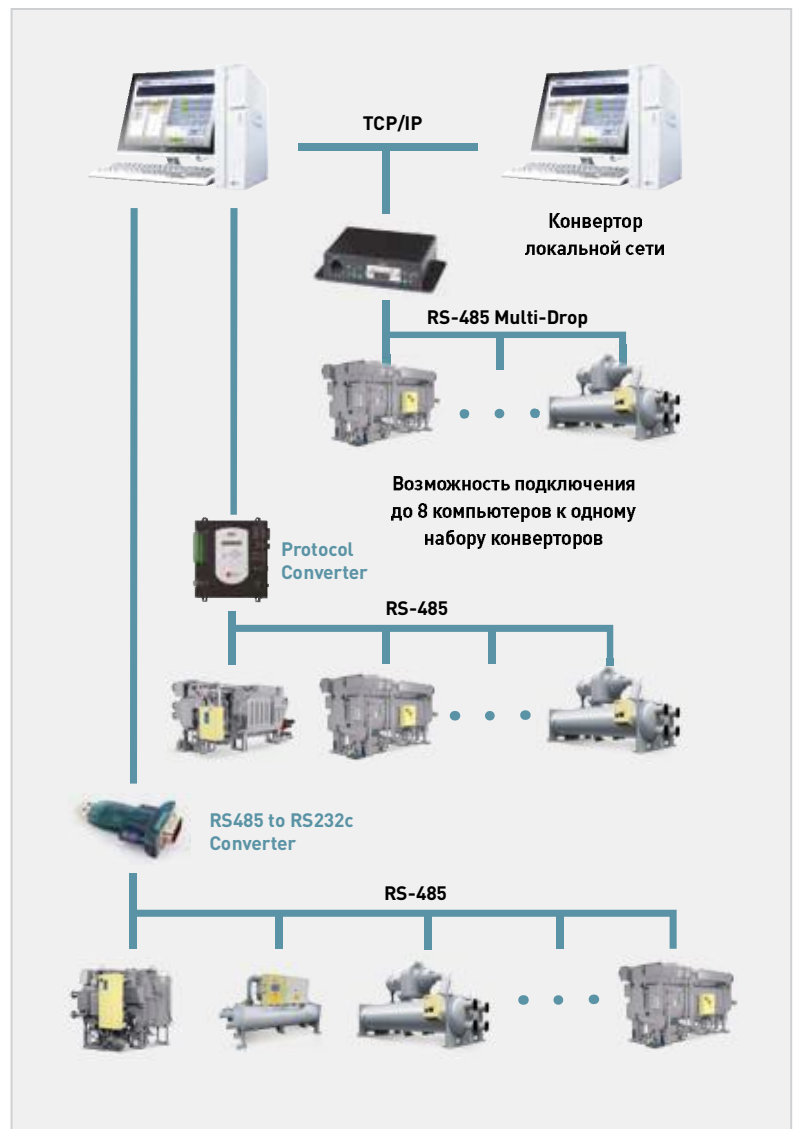 TCP/IP
Конвертор
локальной сети
RS-485 Multi-Drop
Возможность подключения
до 8 компьютеров к одному
набору конверторов
Protocol
Converter
RS-485
RS485 to RS232c
Converter
RS-485